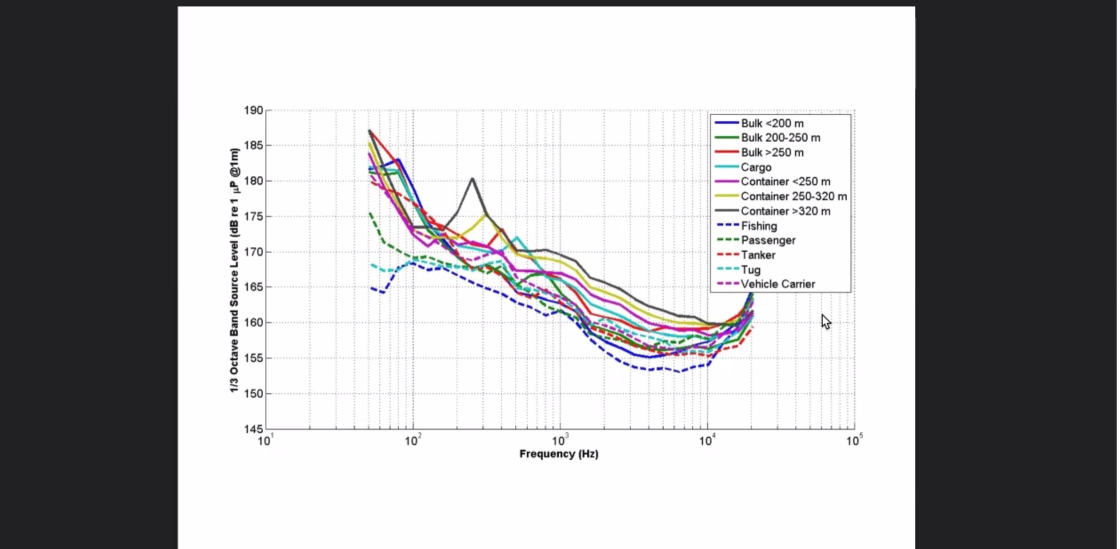 190
185
180
175
170
165
160
155
150
145
1/3 Octave Band Source Level (dB re 1 µP @1m)
10¹
10²
10³
10⁴
10⁵
Frequency (Hz)
Bulk <200 m
Bulk 200-250 m
Bulk >250 m
Cargo
Container <250 m
Container 250-320 m
Container >320 m
Fishing
Passenger
Tanker
Tug
Vehicle Carrier